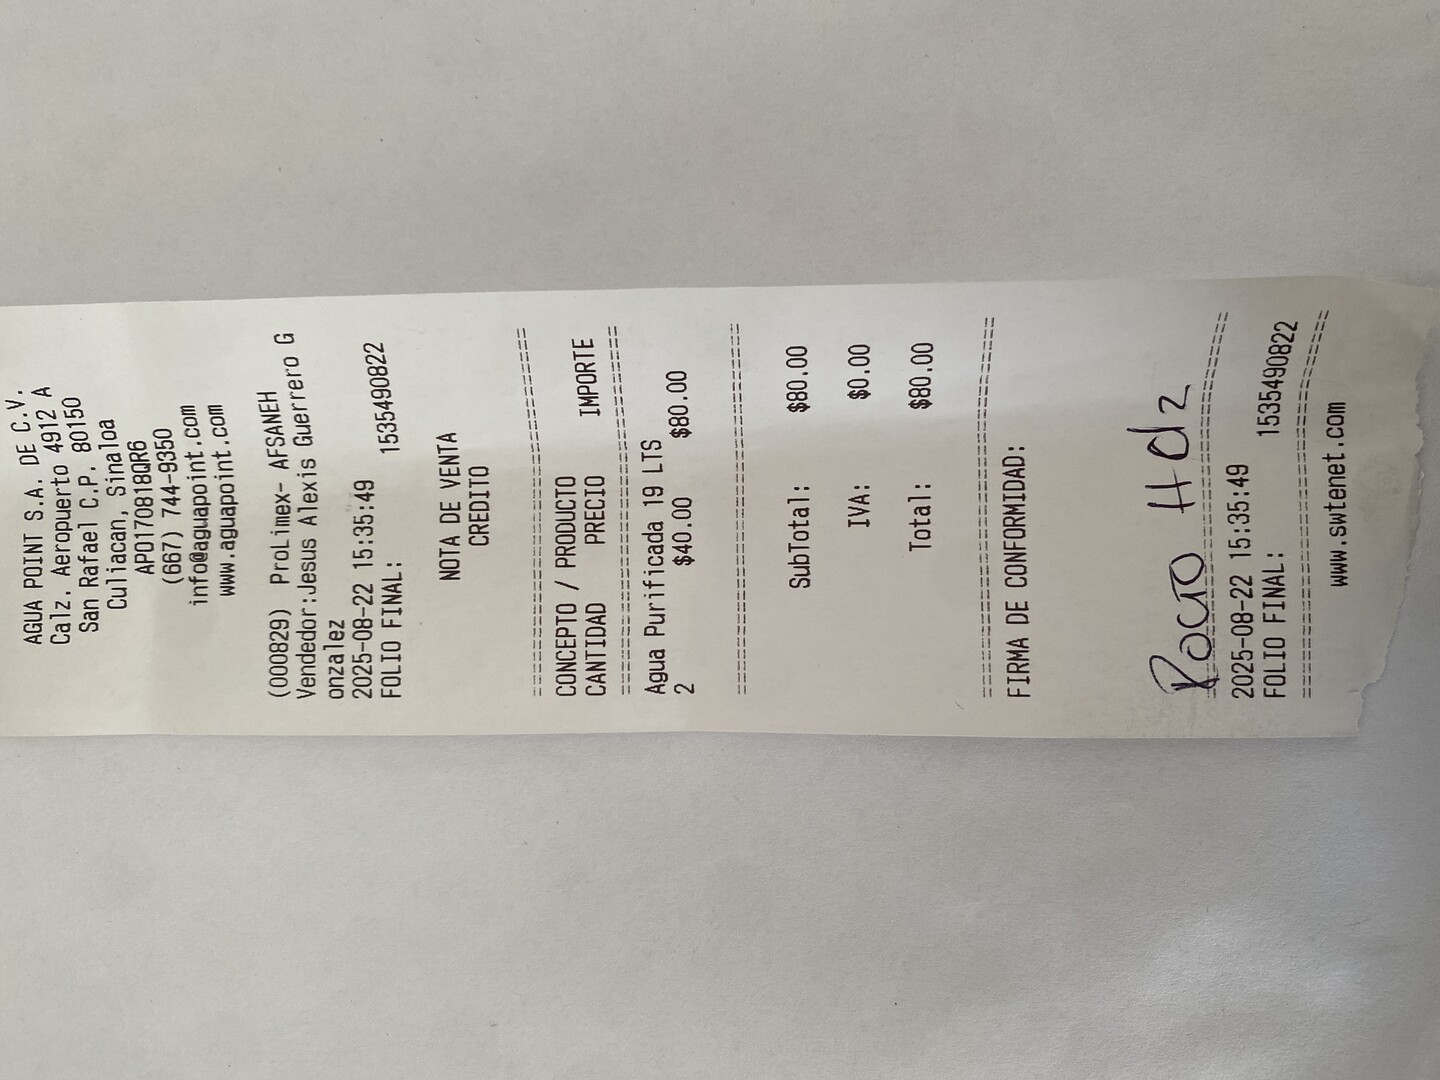 AGUA POINT S.A. DE C.V.
Calz. Aeropuerto 4912 A
San Rafael C.P. 80150
Culiacan, Sinaloa
APO170818QR6
(667) 744-9350
info@aguapoint.com
www.aguapoint.com
(000829) ProLimex- AFSANEH
Vendedor:Jesus Alexis Guerrero G
onzalez
2025-08-22 15:35:49
FOLIO FINAL: 1535490822
NOTA DE VENTA
CREDITO
================================
CONCEPTO / PRODUCTO
CANTIDAD PRECIO IMPORTE
================================
Agua Purificada 19 LTS
2 $40.00 $80.00
================================
SubTotal: $80.00
IVA: $0.00
Total: $80.00
================================
FIRMA DE CONFORMIDAD:
Rocio Hdz
================================
2025-08-22 15:35:49
FOLIO FINAL: 1535490822
================================
www.swtenet.com